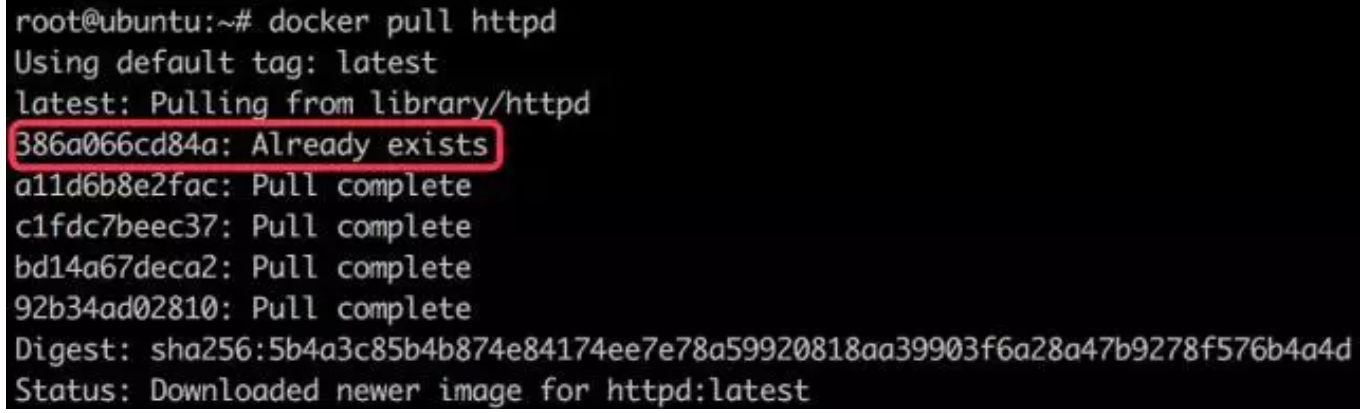 root@ubuntu:~# docker pull httpd
Using default tag: latest
latest: Pulling from library/httpd
386a066cd84a: Already exists
a11d6b8e2fac: Pull complete
c1fdc7beec37: Pull complete
bd14a67deca2: Pull complete
92b34ad02810: Pull complete
Digest: sha256:5b4a3c85b4b874e84174ee7e78a59920818aa39903f6a28a47b9278f576b4a4d
Status: Downloaded newer image for httpd:latest